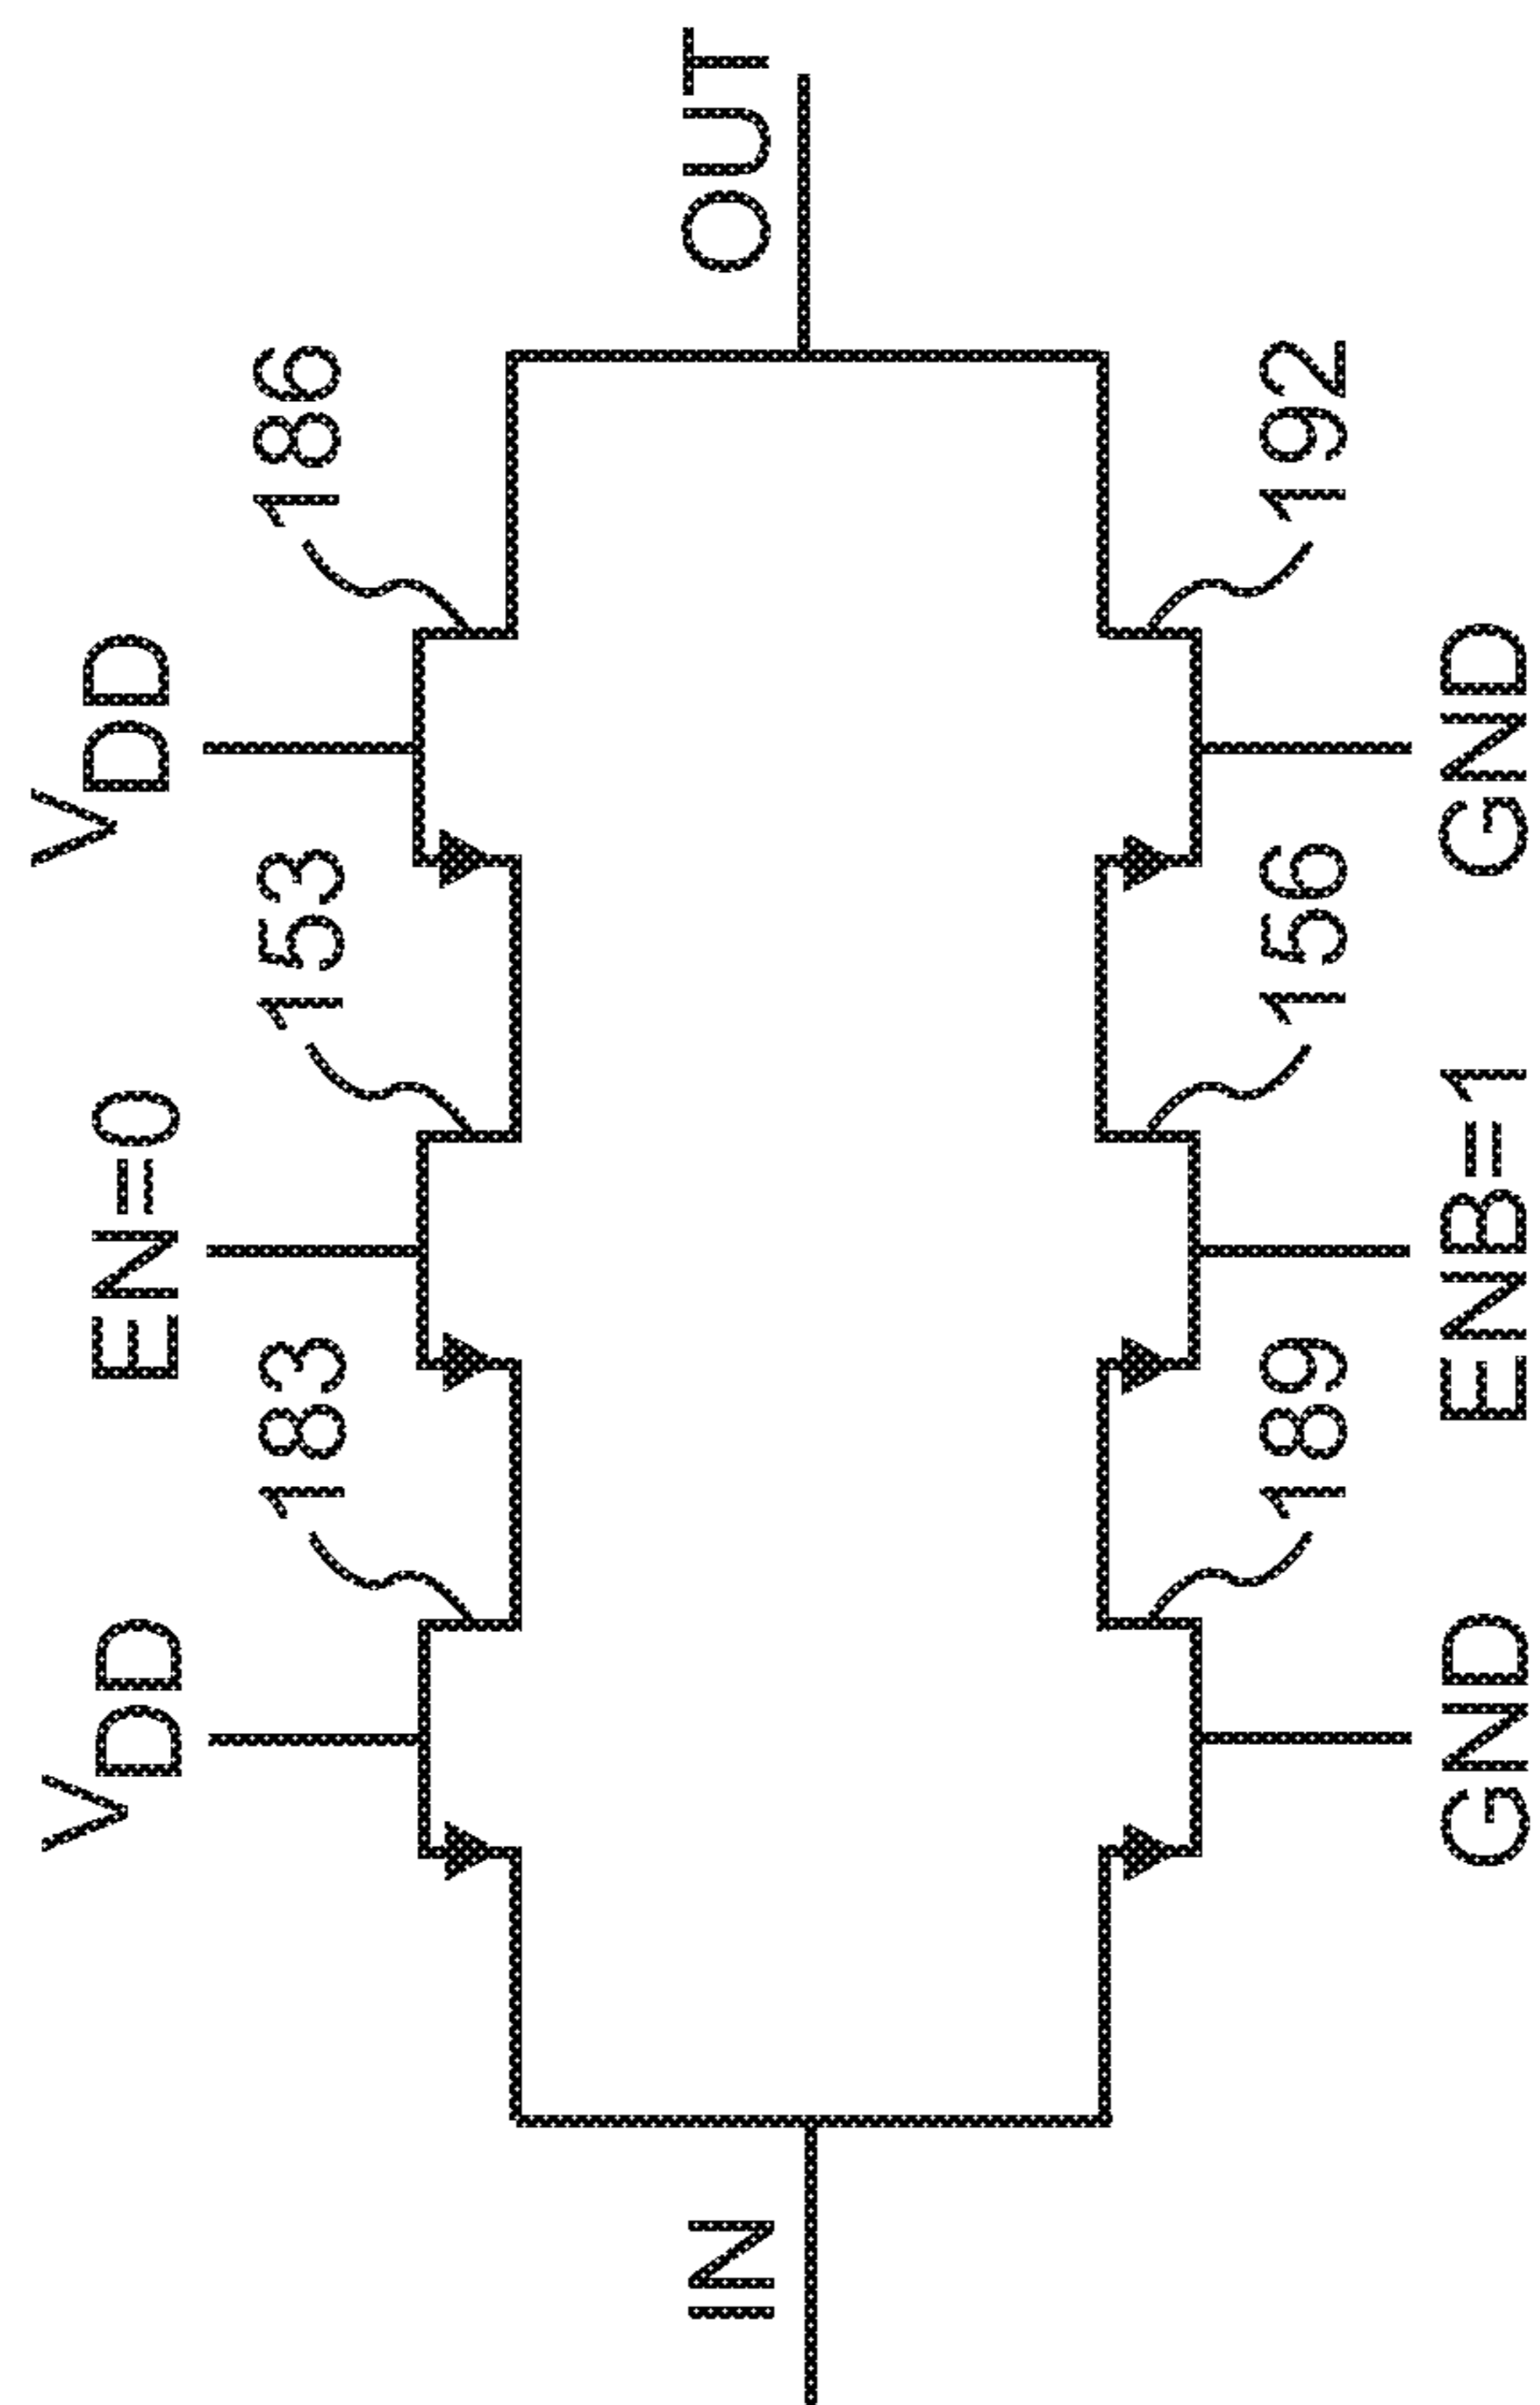 V_DD
EN=0
V_DD
183
153
186
IN
OUT
189
156
192
GND
ENB=1
GND